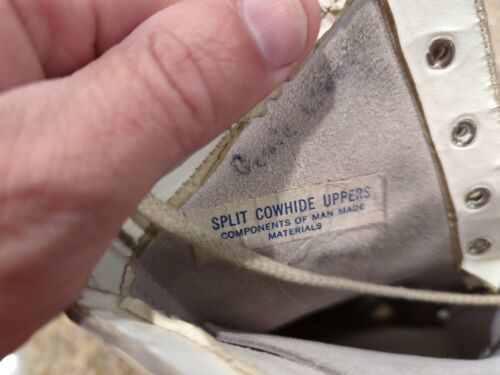 SPLIT COWHIDE UPPERS
COMPONENTS OF MAN MADE
MATERIALS